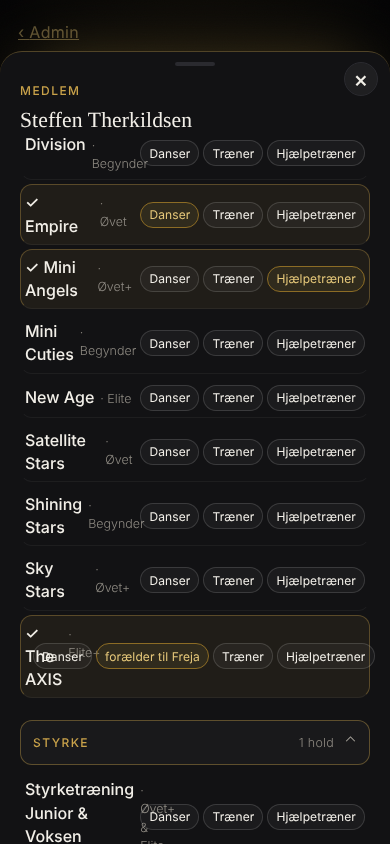 ‹ Admin
MEDLEM
×
Steffen Therkildsen
Division · Begynder Danser Træner Hjælpetræner
✓ Empire · Øvet Danser Træner Hjælpetræner
✓ Mini Angels · Øvet+ Danser Træner Hjælpetræner
Mini Cuties · Begynder Danser Træner Hjælpetræner
New Age · Elite Danser Træner Hjælpetræner
Satellite Stars · Øvet Danser Træner Hjælpetræner
Shining Stars · Begynder Danser Træner Hjælpetræner
Sky Stars · Øvet+ Danser Træner Hjælpetræner
✓ The AXIS · Elite+ Danser forælder til Freja Træner Hjælpetræner
STYRKE 1 hold
Styrketræning Junior & Voksen · Øvet+ & Elite Danser Træner Hjælpetræner